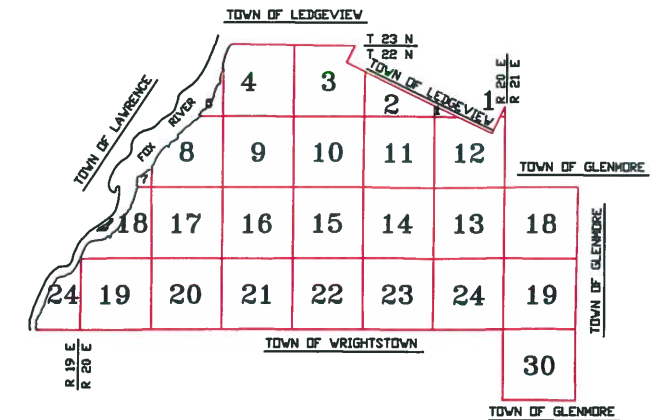 TOWN OF LEDGEVIEW
T 23 N
T 22 N
TOWN OF LEDGEVIEW
R 20 E
R 21 E
TOWN OF LAWRENCE
FOX
RIVER
4 3 2 1
7 8 9 10 11 12
TOWN OF GLENMORE
18 17 16 15 14 13 18
TOWN OF GLENMORE
24 19 20 21 22 23 24 19
R 19 E
R 20 E
TOWN OF WRIGHTSTOWN
30
TOWN OF GLENMORE